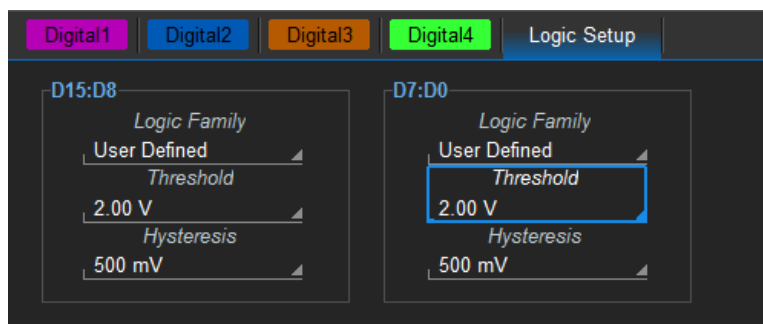 Digital1 Digital2 Digital3 Digital4 Logic Setup
D15:D8
Logic Family
User Defined
Threshold
2.00 V
Hysteresis
500 mV
D7:D0
Logic Family
User Defined
Threshold
2.00 V
Hysteresis
500 mV